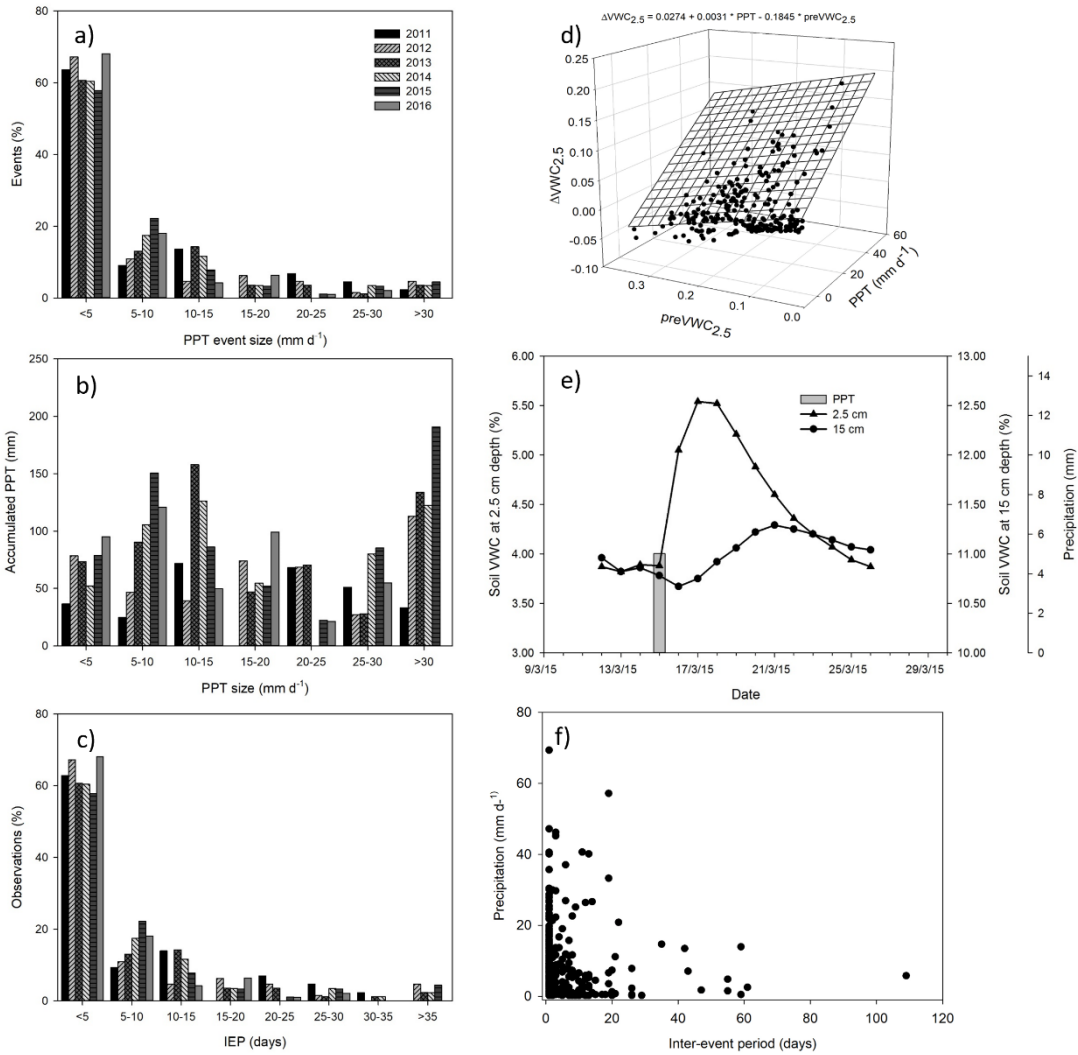 a)
2011
2012
2013
2014
2015
2016
Events (%)
80
60
40
20
0
<5 5-10 10-15 15-20 20-25 25-30 >30
PPT event size (mm d-1)
b)
Accumulated PPT (mm)
250
200
150
100
50
0
<5 5-10 10-15 15-20 20-25 25-30 >30
PPT size (mm d-1)
c)
Observations (%)
80
60
40
20
0
<5 5-10 10-15 15-20 20-25 25-30 30-35 >35
IEP (days)
ΔVWC2.5 = 0.0274 + 0.0031 * PPT - 0.1845 * preVWC2.5
d)
ΔVWC2.5
0.25
0.20
0.15
0.10
0.05
0.00
-0.05
-0.10
0.3 0.2 0.1 0.0
preVWC2.5
0 20 40 60
PPT (mm d-1)
e)
PPT
2.5 cm
15 cm
Soil VWC at 2.5 cm depth (%)
6.00
5.50
5.00
4.50
4.00
3.50
3.00
Soil VWC at 15 cm depth (%)
13.00
12.50
12.00
11.50
11.00
10.50
10.00
Precipitation (mm)
14
12
10
8
6
4
2
0
9/3/15 13/3/15 17/3/15 21/3/15 25/3/15 29/3/15
Date
f)
Precipitation (mm d-1)
80
60
40
20
0
0 20 40 60 80 100 120
Inter-event period (days)